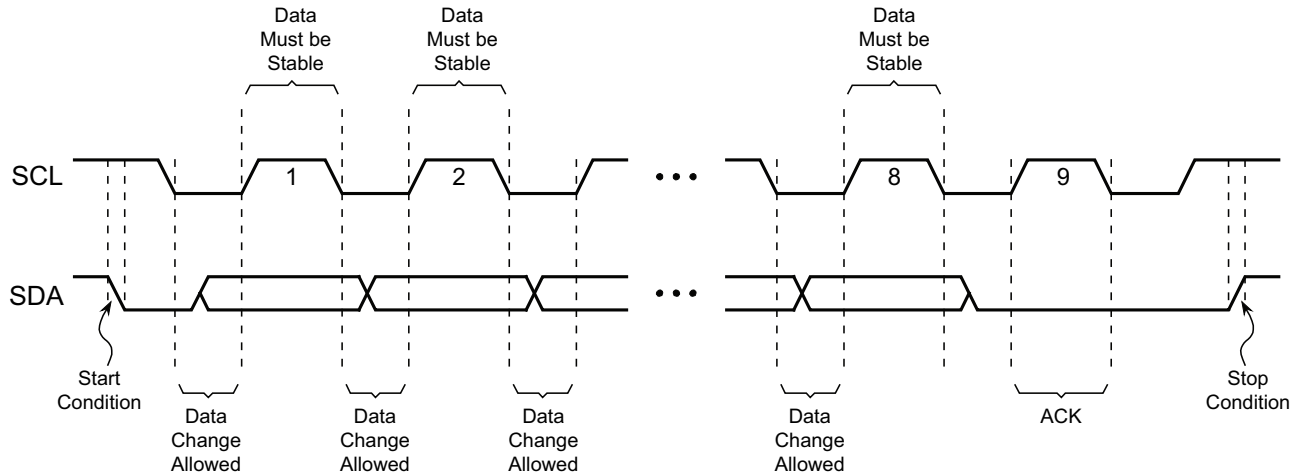 Data
Must be
Stable
Data
Must be
Stable
Data
Must be
Stable
SCL
1
2
8
9
SDA
Start
Condition
Data
Change
Allowed
Data
Change
Allowed
Data
Change
Allowed
Data
Change
Allowed
ACK
Stop
Condition